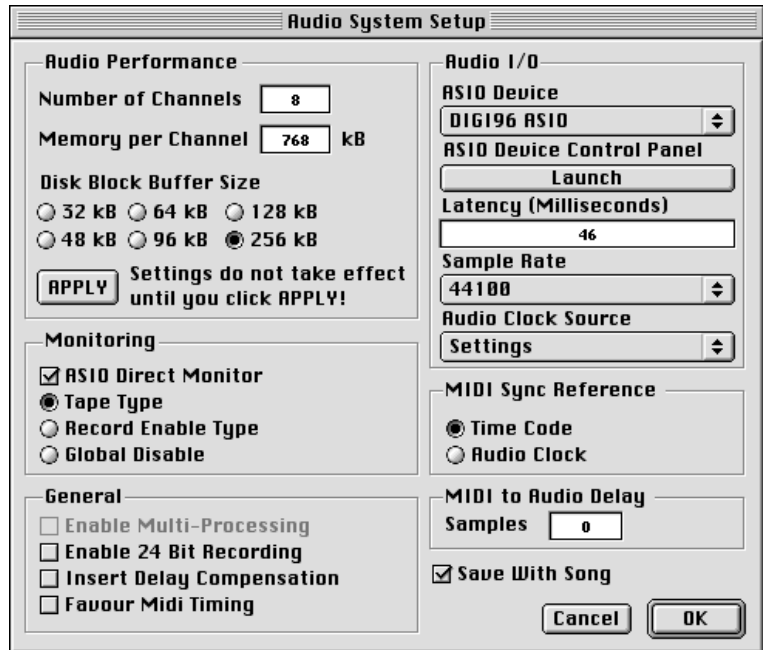 Audio System Setup
Audio Performance
Number of Channels 8
Memory per Channel 768 kB
Disk Block Buffer Size
32 kB 64 kB 128 kB
48 kB 96 kB 256 kB
APPLY
Settings do not take effect
until you click APPLY!
Monitoring
ASIO Direct Monitor
Tape Type
Record Enable Type
Global Disable
General
Enable Multi-Processing
Enable 24 Bit Recording
Insert Delay Compensation
Favour Midi Timing
Audio I/O
ASIO Device
DIGI96 ASIO
ASIO Device Control Panel
Launch
Latency (Milliseconds)
46
Sample Rate
44100
Audio Clock Source
Settings
MIDI Sync Reference
Time Code
Audio Clock
MIDI to Audio Delay
Samples 0
Save With Song
Cancel OK